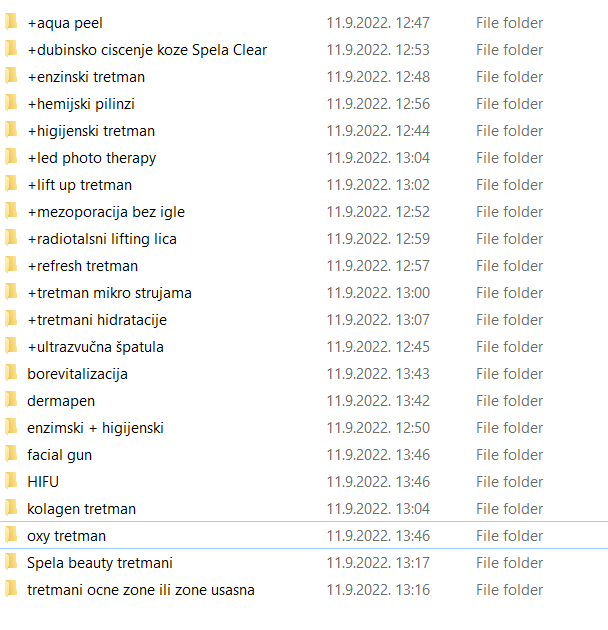 +aqua peel 11.9.2022. 12:47 File folder
+dubinsko ciscenje koze Spela Clear 11.9.2022. 12:53 File folder
+enzinski tretman 11.9.2022. 12:48 File folder
+hemijski pilinzi 11.9.2022. 12:56 File folder
+higijenski tretman 11.9.2022. 12:44 File folder
+led photo therapy 11.9.2022. 13:04 File folder
+lift up tretman 11.9.2022. 13:02 File folder
+mezoporacija bez igle 11.9.2022. 12:52 File folder
+radiotalsni lifting lica 11.9.2022. 12:59 File folder
+refresh tretman 11.9.2022. 12:57 File folder
+tretman mikro strujama 11.9.2022. 13:00 File folder
+tretmani hidratacije 11.9.2022. 13:07 File folder
+ultrazvučna špatula 11.9.2022. 12:45 File folder
borevitalizacija 11.9.2022. 13:43 File folder
dermapen 11.9.2022. 13:42 File folder
enzimski + higijenski 11.9.2022. 12:50 File folder
facial gun 11.9.2022. 13:46 File folder
HIFU 11.9.2022. 13:46 File folder
kolagen tretman 11.9.2022. 13:04 File folder
oxy tretman 11.9.2022. 13:46 File folder
Spela beauty tretmani 11.9.2022. 13:17 File folder
tretmani ocne zone ili zone usasna 11.9.2022. 13:16 File folder